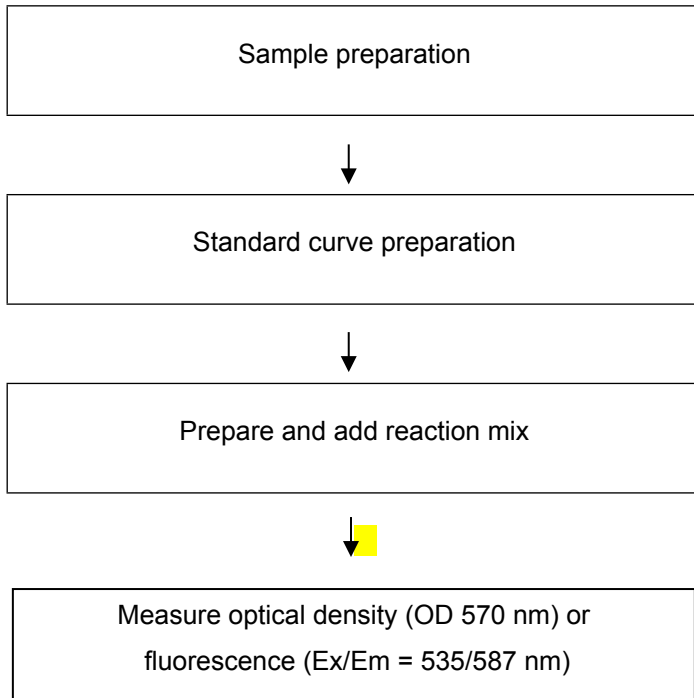 Sample preparation
Standard curve preparation
Prepare and add reaction mix
Measure optical density (OD 570 nm) or
fluorescence (Ex/Em = 535/587 nm)